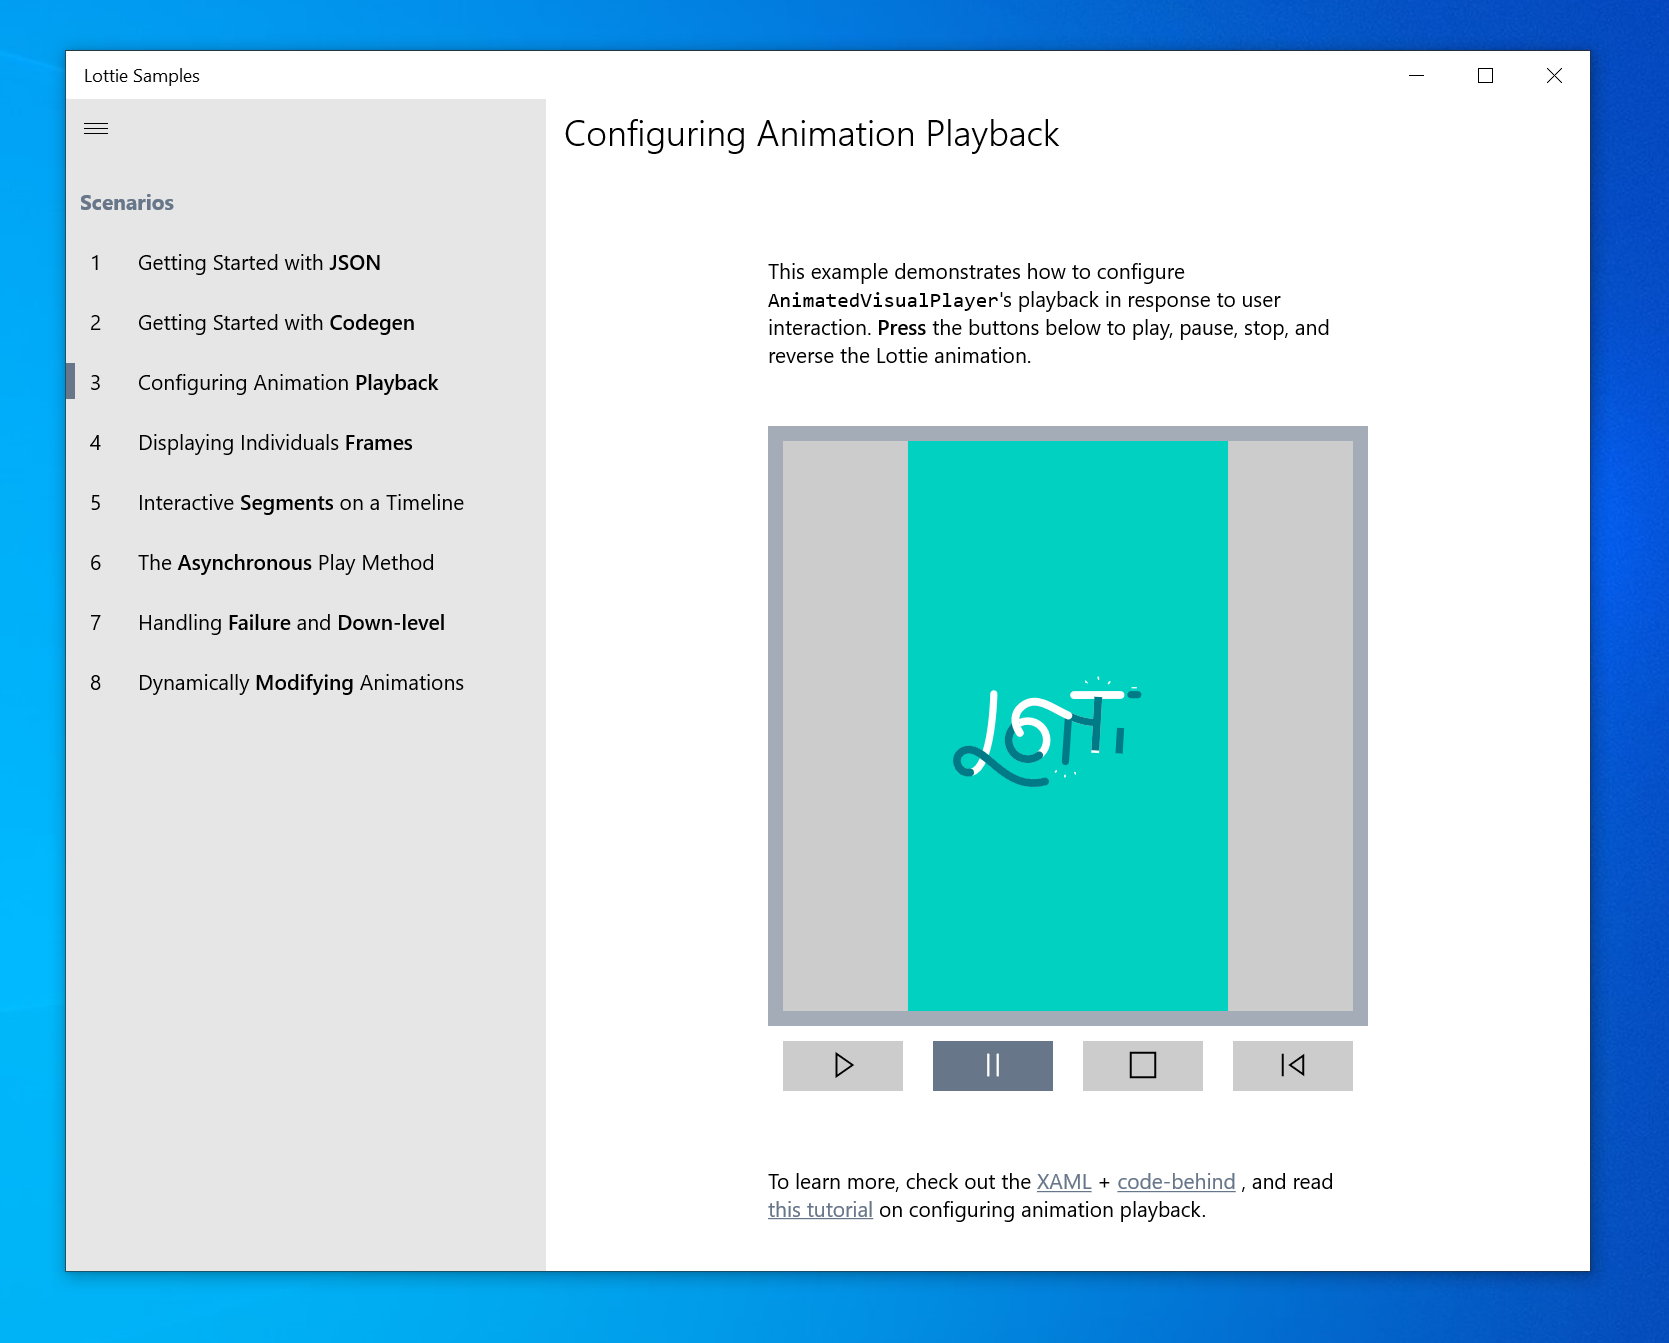 Lottie Samples
Configuring Animation Playback
Scenarios
1 Getting Started with JSON
2 Getting Started with Codegen
3 Configuring Animation Playback
4 Displaying Individuals Frames
5 Interactive Segments on a Timeline
6 The Asynchronous Play Method
7 Handling Failure and Down-level
8 Dynamically Modifying Animations
This example demonstrates how to configure
AnimatedVisualPlayer's playback in response to user
interaction. Press the buttons below to play, pause, stop, and
reverse the Lottie animation.
LOTTi
To learn more, check out the XAML + code-behind , and read
this tutorial on configuring animation playback.